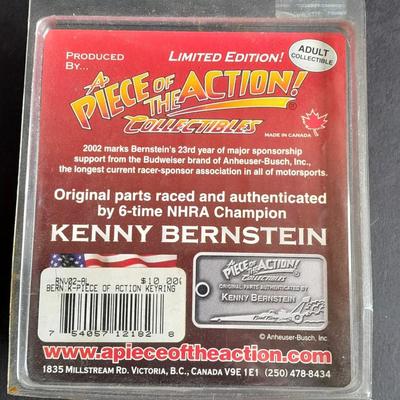 PRODUCED
BY...
LIMITED EDITION!
ADULT
COLLECTIBLE
A
PIECE OF
THE ACTION!
COLLECTIBLES
MADE IN CANADA
2002 marks Bernstein's 23rd year of major sponsorship
support from the Budweiser brand of Anheuser-Busch, Inc.,
the longest current racer-sponsor association in all of motorsports.
Original parts raced and authenticated
by 6-time NHRA Champion
KENNY BERNSTEIN
RNV02-AL $10.00
BERN.K-PIECE OF ACTION KEYRING
7 54057 12182 8
A PIECE OF THE ACTION!
COLLECTIBLES
ORIGINAL PARTS AUTHENTICATED BY
KENNY BERNSTEIN
© Anheuser-Busch, Inc.
www.apieceoftheaction.com
1835 MILLSTREAM RD. VICTORIA, B.C., CANADA V9E 1E1 (250) 478-8434